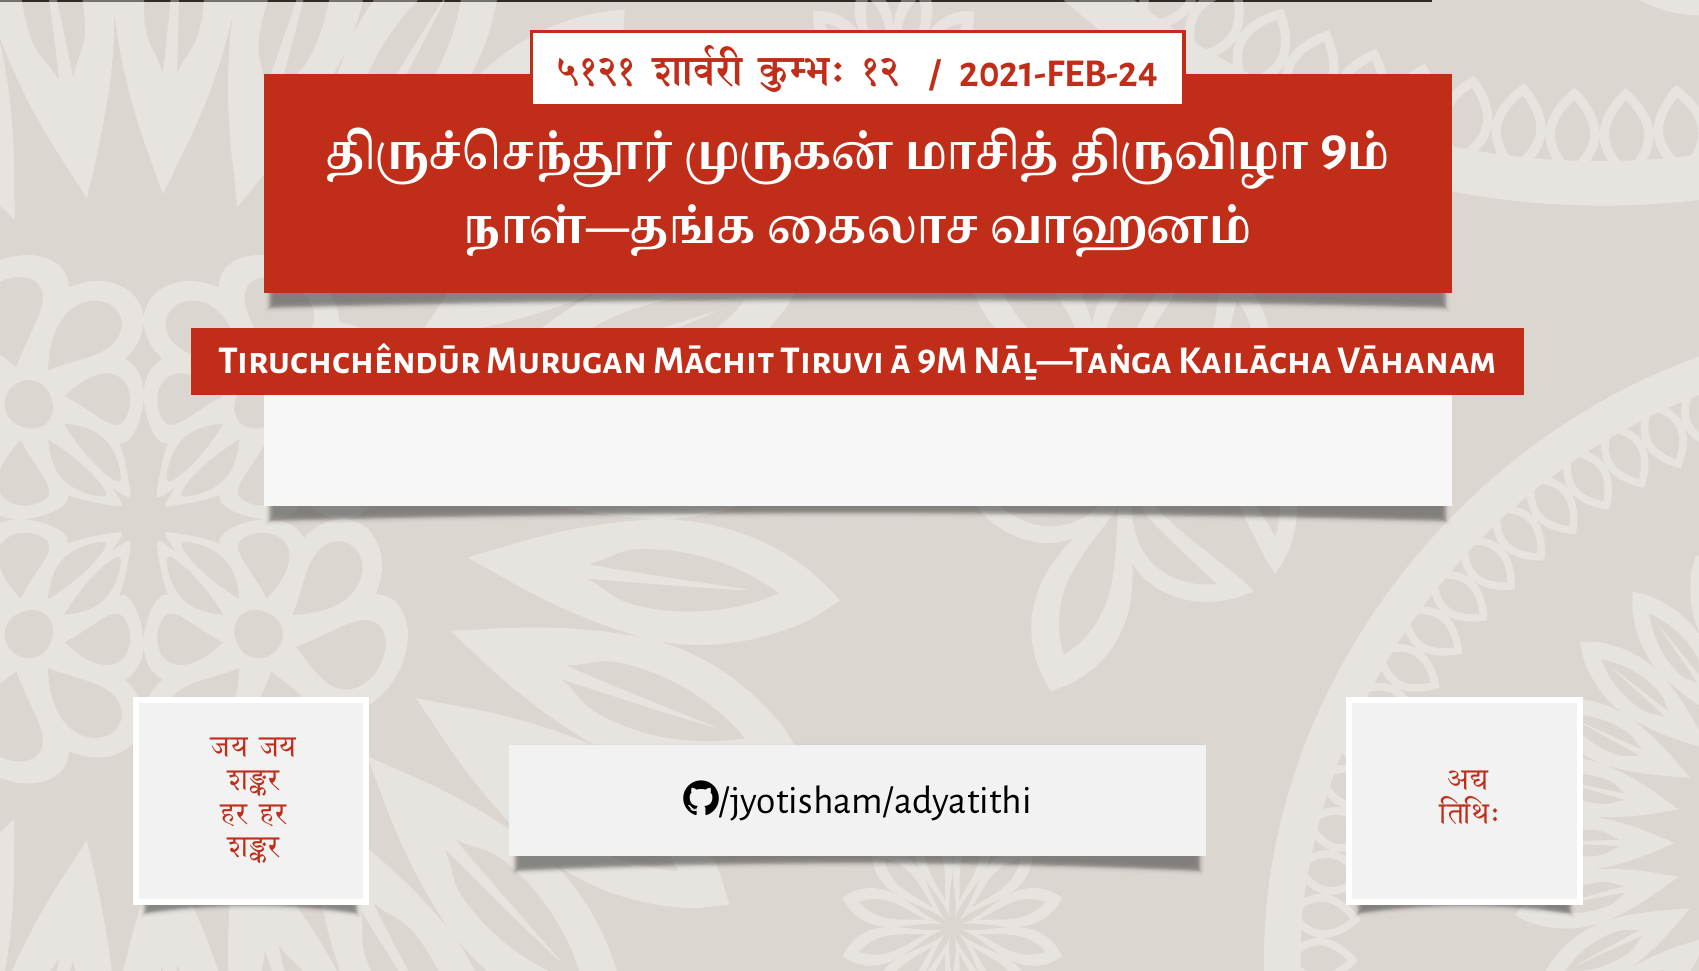 ५१२१ शार्वरी कुम्भः १२ / 2021-FEB-24
திருச்செந்தூர் முருகன் மாசித் திருவிழா 9ம்
நாள்—தங்க கைலாச வாஹனம்
Tiruchchêndūr Murugan Māchit Tiruvi ā 9M Nāḻ—Taṅga Kailācha Vāhanam
जय जय
शङ्कर
हर हर
शङ्कर
/jyotisham/adyatithi
अद्य
तिथिः